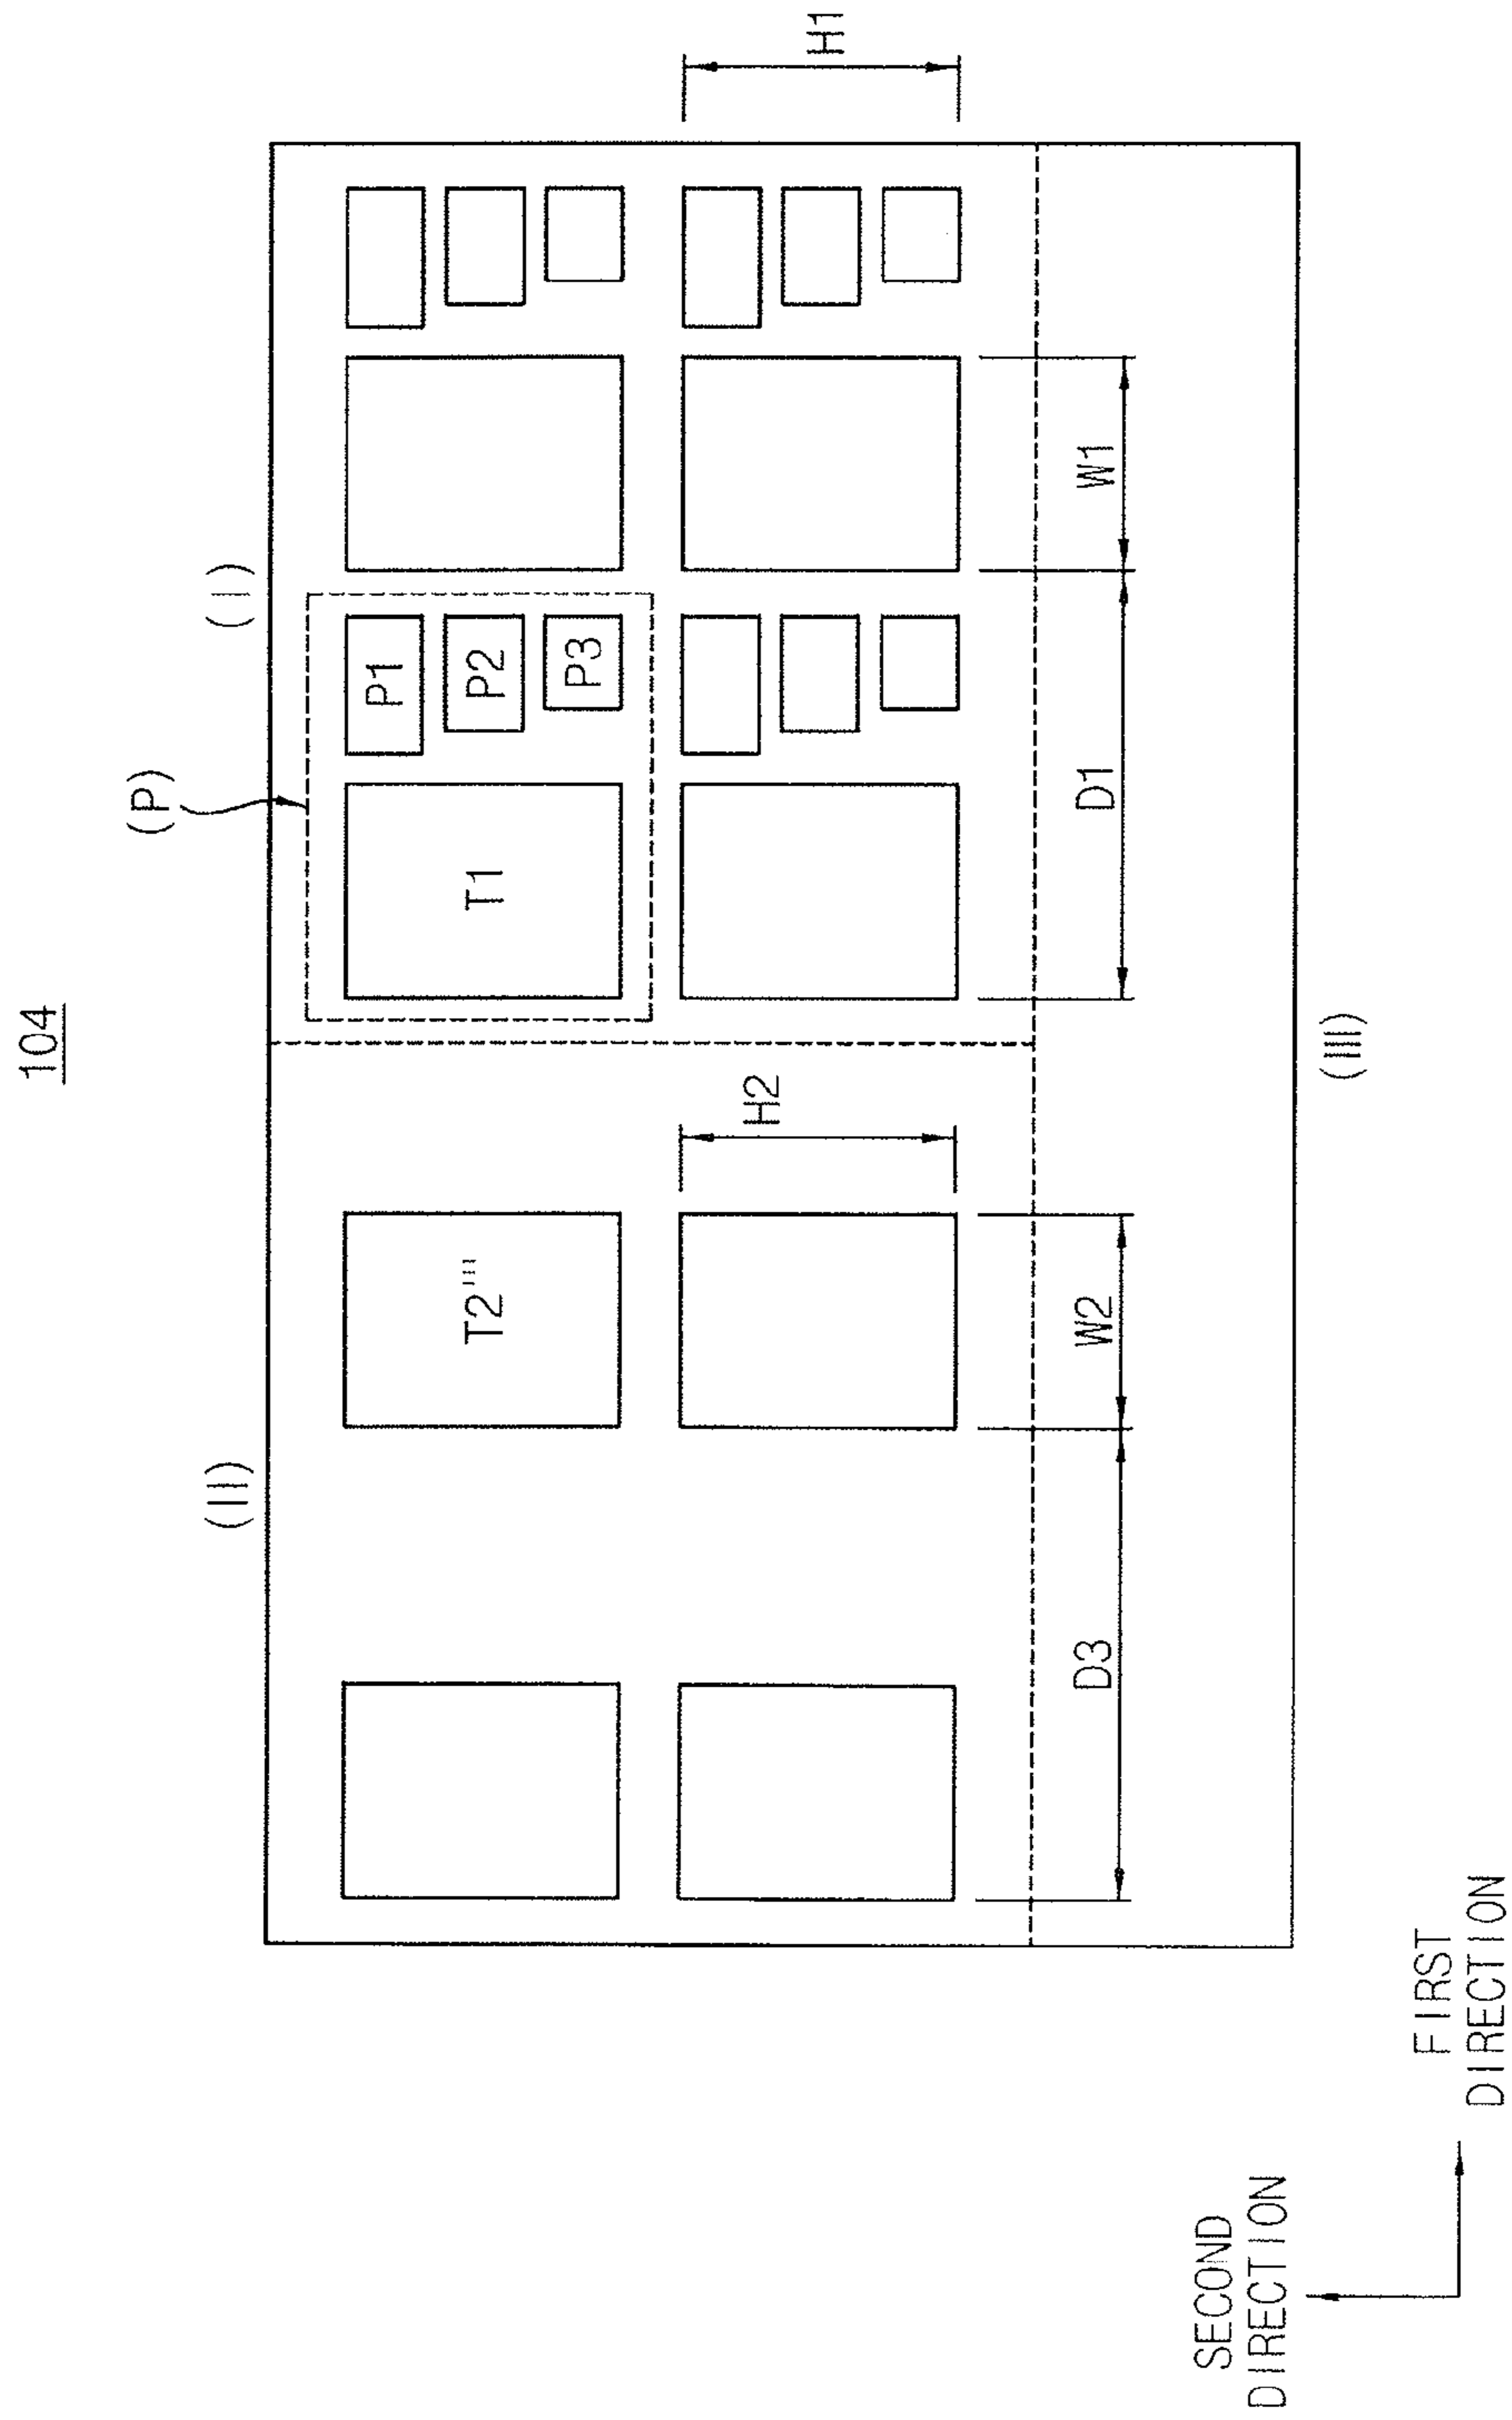 104
(P)
(II)
(I)
T1
P1
P2
P3
T2'''
H2
H1
D3
W2
D1
W1
(III)
SECOND
DIRECTION
FIRST
DIRECTION